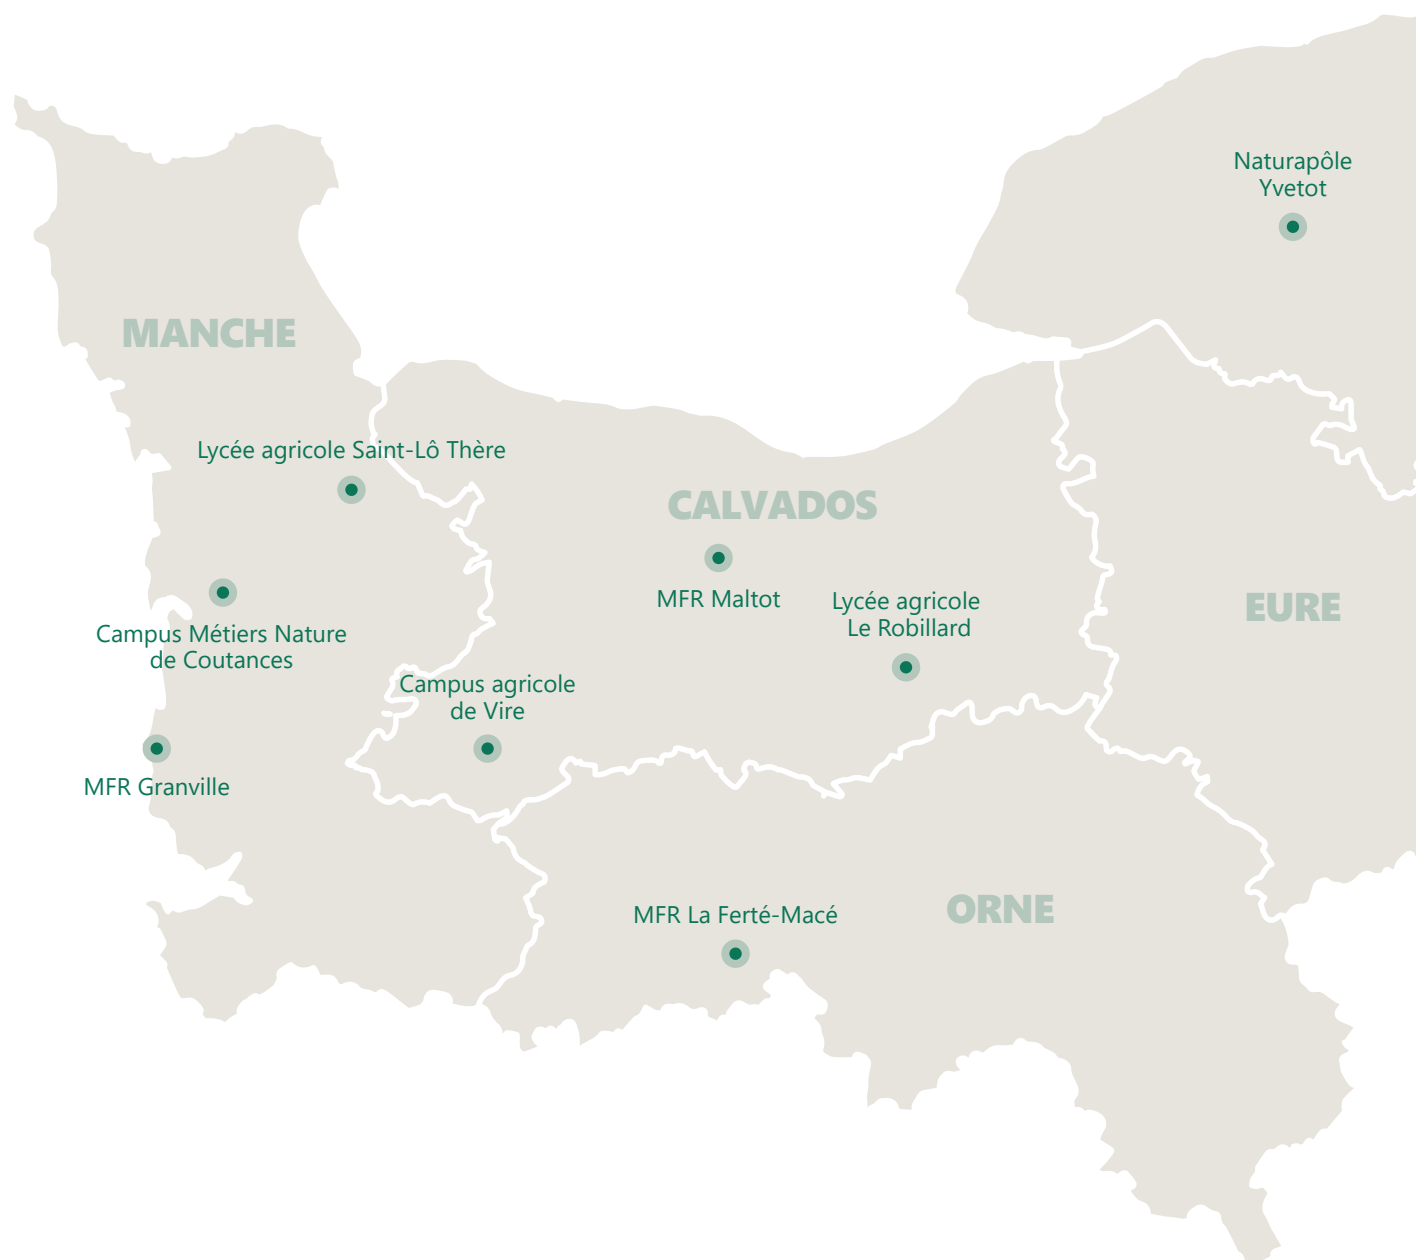 Naturapôle
Yvetot
MANCHE
Lycée agricole Saint-Lô Thère
CALVADOS
MFR Maltot
Lycée agricole
Le Robillard
EURE
Campus Métiers Nature
de Coutances
Campus agricole
de Vire
MFR Granville
MFR La Ferté-Macé
ORNE